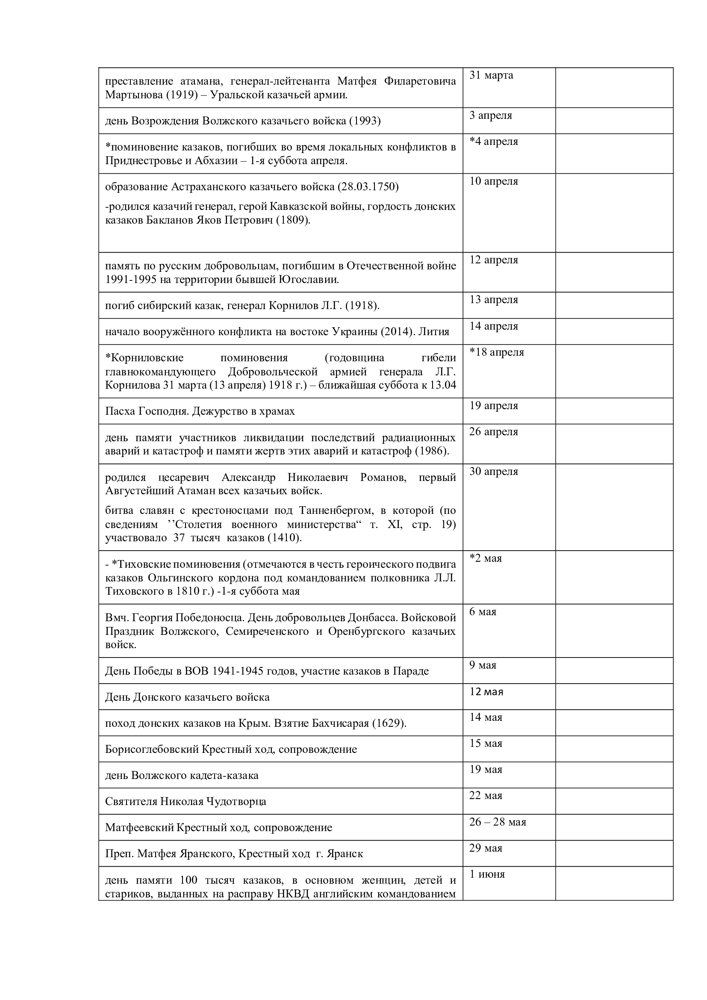 преставление атамана, генерал-лейтенанта Матфея Филаретовича
31 марта
Мартынова (1919) – Уральской казачьей армии.
день Возрождения Волжского казачьего войска (1993)
3 апреля
*поминовение казаков, погибших во время локальных конфликтов в
*4 апреля
Приднестровье и Абхазии – 1-я суббота апреля.
образование Астраханского казачьего войска (28.03.1750)
10 апреля
-родился казачий генерал, герой Кавказской войны, гордость донских
казаков Бакланов Яков Петрович (1809).
память по русским добровольцам, погибшим в Отечественной войне
12 апреля
1991-1995 на территории бывшей Югославии.
погиб сибирский казак, генерал Корнилов Л.Г. (1918).
13 апреля
начало вооружённого конфликта на востоке Украины (2014). Лития
14 апреля
*Корниловские поминовения (годовщина гибели
*18 апреля
главнокомандующего Добровольческой армией генерала Л.Г.
Корнилова 31 марта (13 апреля) 1918 г.) – ближайшая суббота к 13.04
Пасха Господня. Дежурство в храмах
19 апреля
день памяти участников ликвидации последствий радиационных
26 апреля
аварий и катастроф и памяти жертв этих аварий и катастроф (1986).
родился цесаревич Александр Николаевич Романов, первый
30 апреля
Августейший Атаман всех казачьих войск.
битва славян с крестоносцами под Танненбергом, в которой (по
сведениям ’’Столетия военного министерства“ т. XI, стр. 19)
участвовало 37 тысяч казаков (1410).
- *Тиховские поминовения (отмечаются в честь героического подвига
*2 мая
казаков Ольгинского кордона под командованием полковника Л.Л.
Тиховского в 1810 г.) -1-я суббота мая
Вмч. Георгия Победоносца. День добровольцев Донбасса. Войсковой
6 мая
Праздник Волжского, Семиреченского и Оренбургского казачьих
войск.
День Победы в ВОВ 1941-1945 годов, участие казаков в Параде
9 мая
День Донского казачьего войска
12 мая
поход донских казаков на Крым. Взятие Бахчисарая (1629).
14 мая
Борисоглебовский Крестный ход, сопровождение
15 мая
день Волжского кадета-казака
19 мая
Святителя Николая Чудотворца
22 мая
Матфеевский Крестный ход, сопровождение
26 – 28 мая
Преп. Матфея Яранского, Крестный ход г. Яранск
29 мая
день памяти 100 тысяч казаков, в основном женщин, детей и
1 июня
стариков, выданных на расправу НКВД английским командованием